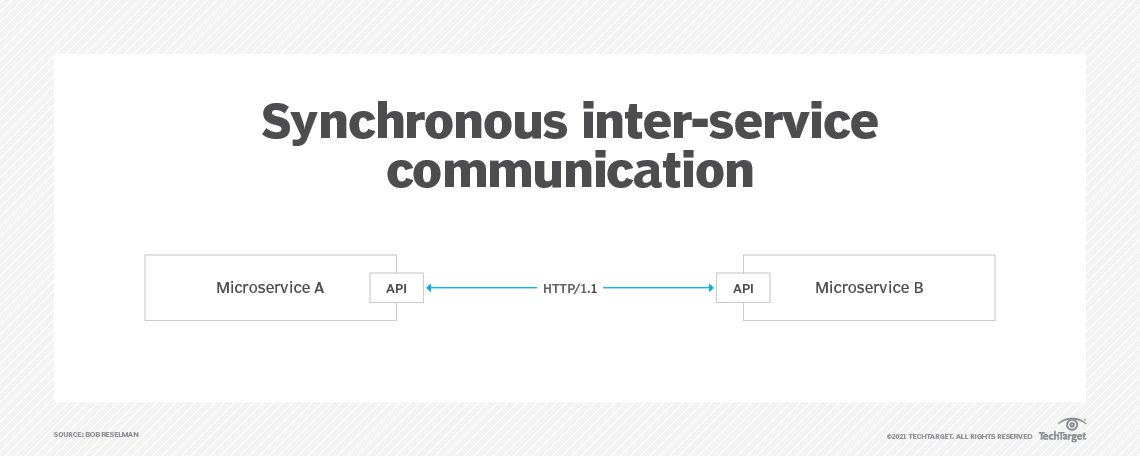 Synchronous inter-service
communication
Microservice A
API
HTTP/1.1
API
Microservice B
SOURCE: BOB RESELMAN
©2021 TECHTARGET. ALL RIGHTS RESERVED
TechTarget